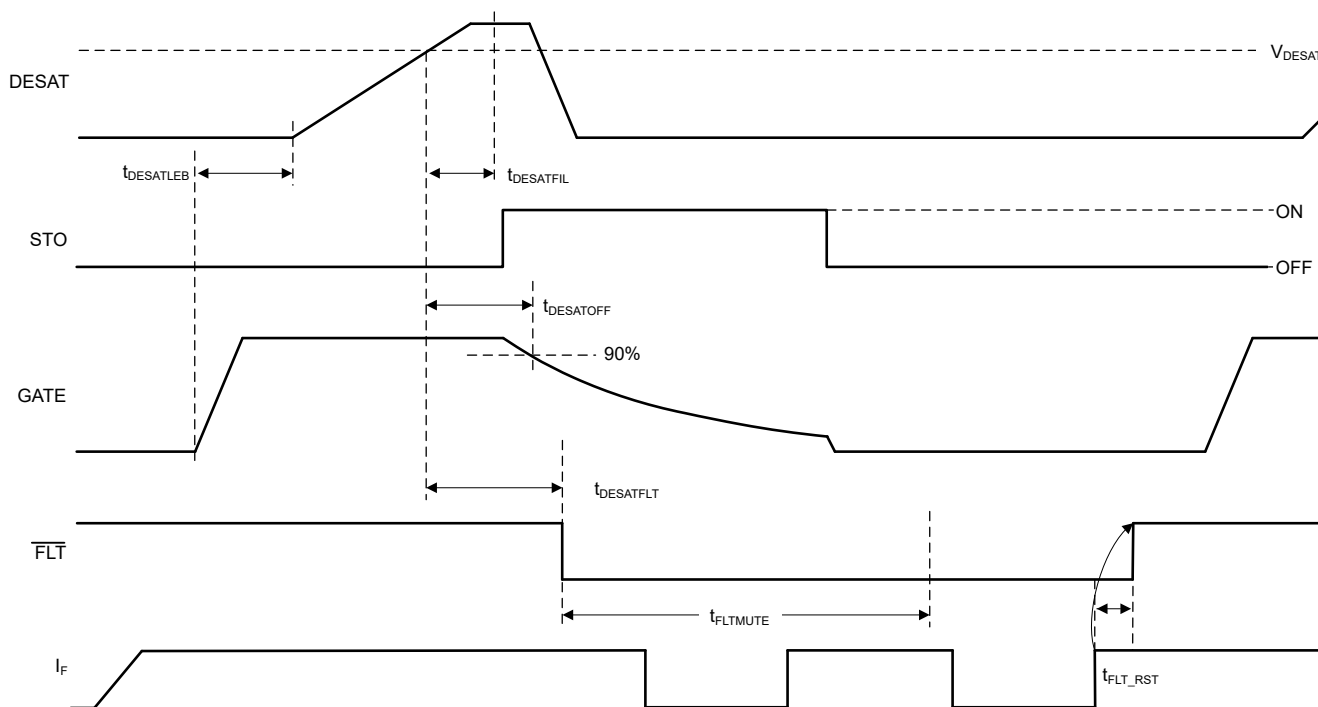 V_DESAT
DESAT
t_DESATLEB
t_DESATFIL
ON
STO
OFF
t_DESATOFF
90%
GATE
t_DESATFLT
FLT
t_FLTMUTE
I_F
t_FLT_RST